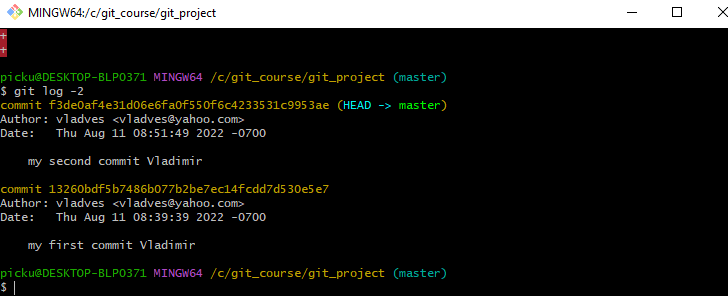 MINGW64:/c/git_course/git_project
+
+
picku@DESKTOP-BLPO371 MINGW64 /c/git_course/git_project (master)
$ git log -2
commit f3de0af4e31d06e6fa0f550f6c4233531c9953ae (HEAD -> master)
Author: vladves <vladves@yahoo.com>
Date:   Thu Aug 11 08:51:49 2022 -0700
    my second commit Vladimir
commit 13260bdf5b7486b077b2be7ec14fcdd7d530e5e7
Author: vladves <vladves@yahoo.com>
Date:   Thu Aug 11 08:39:39 2022 -0700
    my first commit Vladimir
picku@DESKTOP-BLPO371 MINGW64 /c/git_course/git_project (master)
$